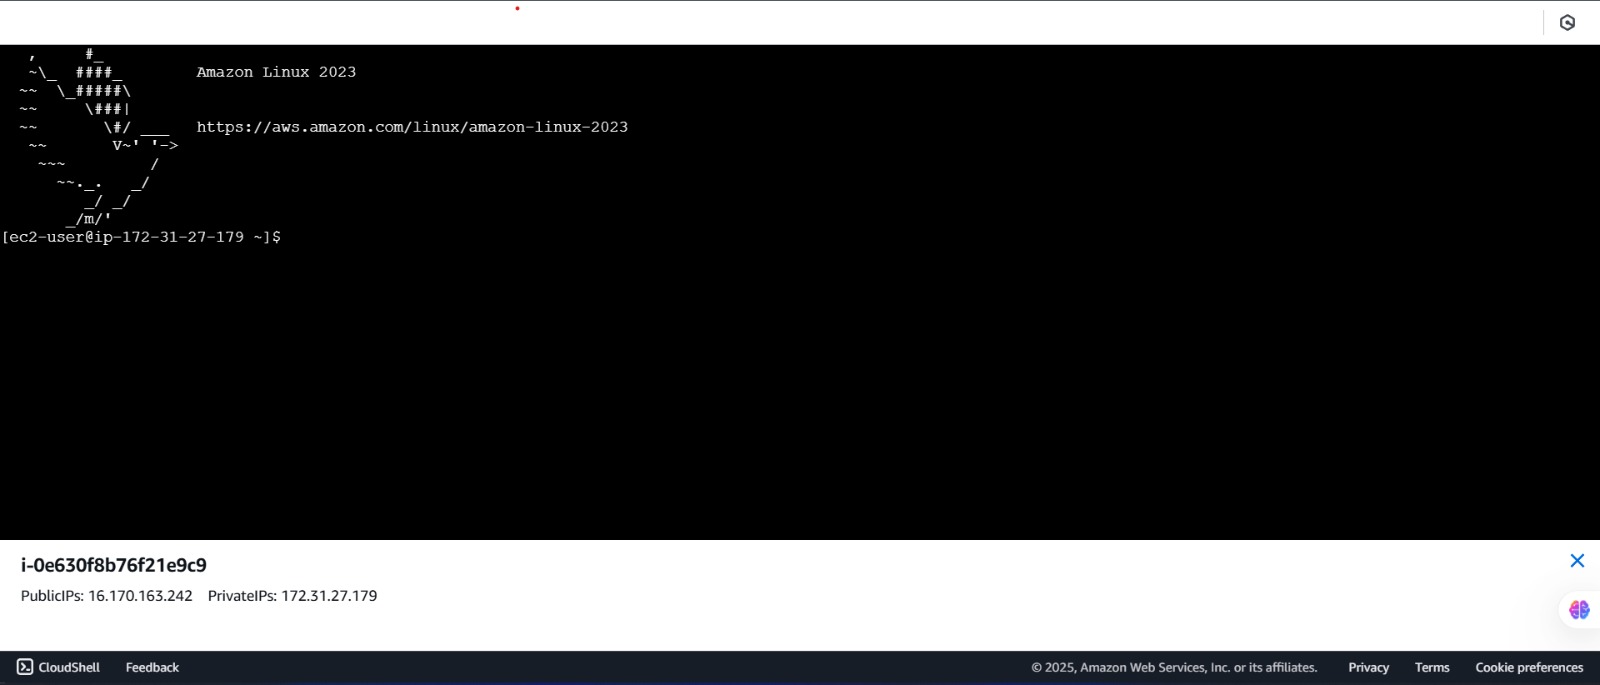 ,     #_
   ~\_  ####_        Amazon Linux 2023
  ~~  \_#####\
  ~~     \###|
  ~~       \#/ ___   https://aws.amazon.com/linux/amazon-linux-2023
   ~~       V~' '->
    ~~~         /
      ~~._.   _/
         _/ _/
       _/m/'
[ec2-user@ip-172-31-27-179 ~]$
i-0e630f8b76f21e9c9
PublicIPs: 16.170.163.242 PrivateIPs: 172.31.27.179
CloudShell Feedback © 2025, Amazon Web Services, Inc. or its affiliates. Privacy Terms Cookie preferences